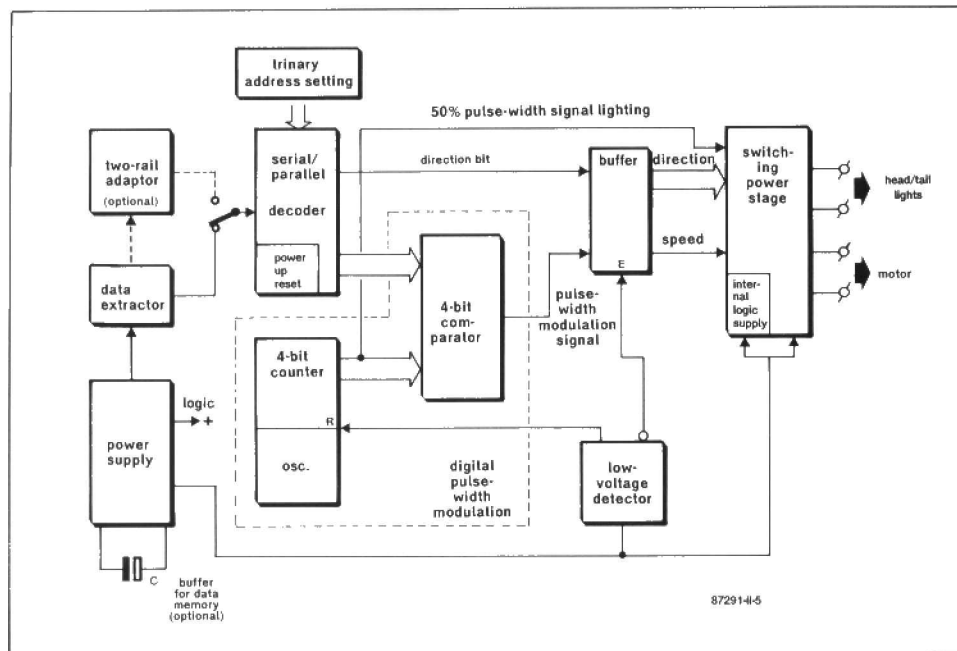 trinary
address setting
50% pulse-width signal lighting
two-rail
adaptor
(optional)
serial/
parallel
decoder
power
up
reset
direction bit
buffer
E
direction
speed
switch-
ing
power
stage
inter-
nal
logic
supply
head/tail
lights
motor
data
extractor
4-bit
com-
parator
pulse-
width
modulation
signal
4-bit
counter
R
osc.
power
supply
logic
+
digital
pulse-
width
modulation
low-
voltage
detector
C
buffer
for data
memory
(optional)
87291-II-5